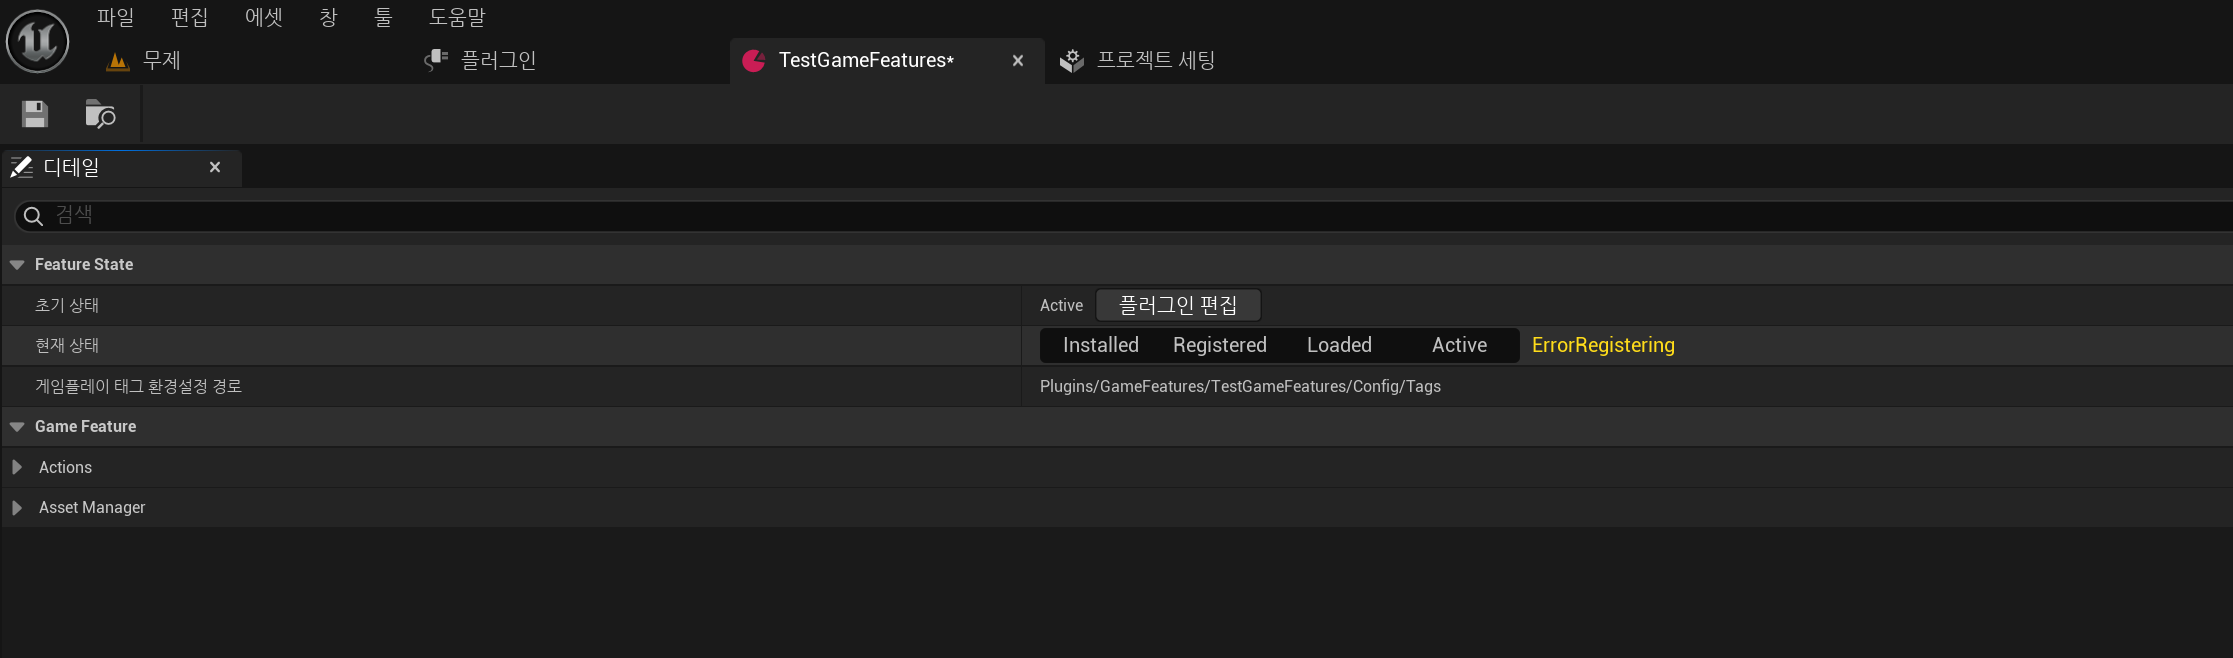 파일 편집 에셋 창 툴 도움말
무제 플러그인 TestGameFeatures* 프로젝트 세팅
디테일
검색
Feature State
초기 상태 Active 플러그인 편집
현재 상태 Installed Registered Loaded Active ErrorRegistering
게임플레이 태그 환경설정 경로 Plugins/GameFeatures/TestGameFeatures/Config/Tags
Game Feature
Actions
Asset Manager